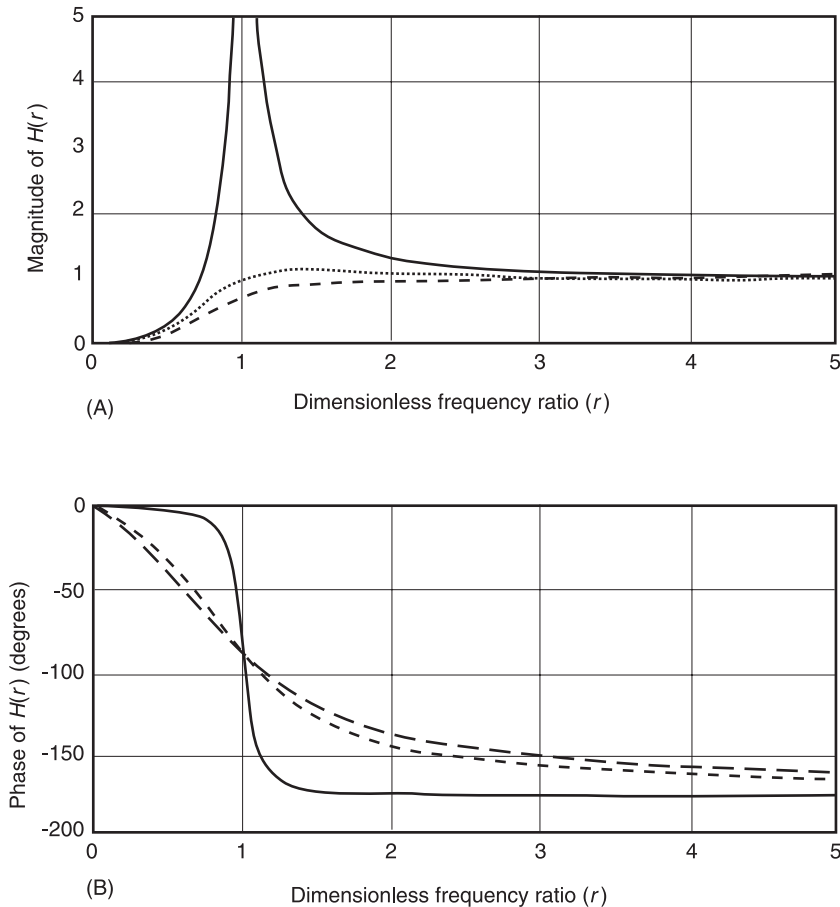 5
4
3
2
1
0
Magnitude of H(r)
0 1 2 3 4 5
Dimensionless frequency ratio (r)
(A)
0
-50
-100
-150
-200
Phase of H(r) (degrees)
0 1 2 3 4 5
Dimensionless frequency ratio (r)
(B)